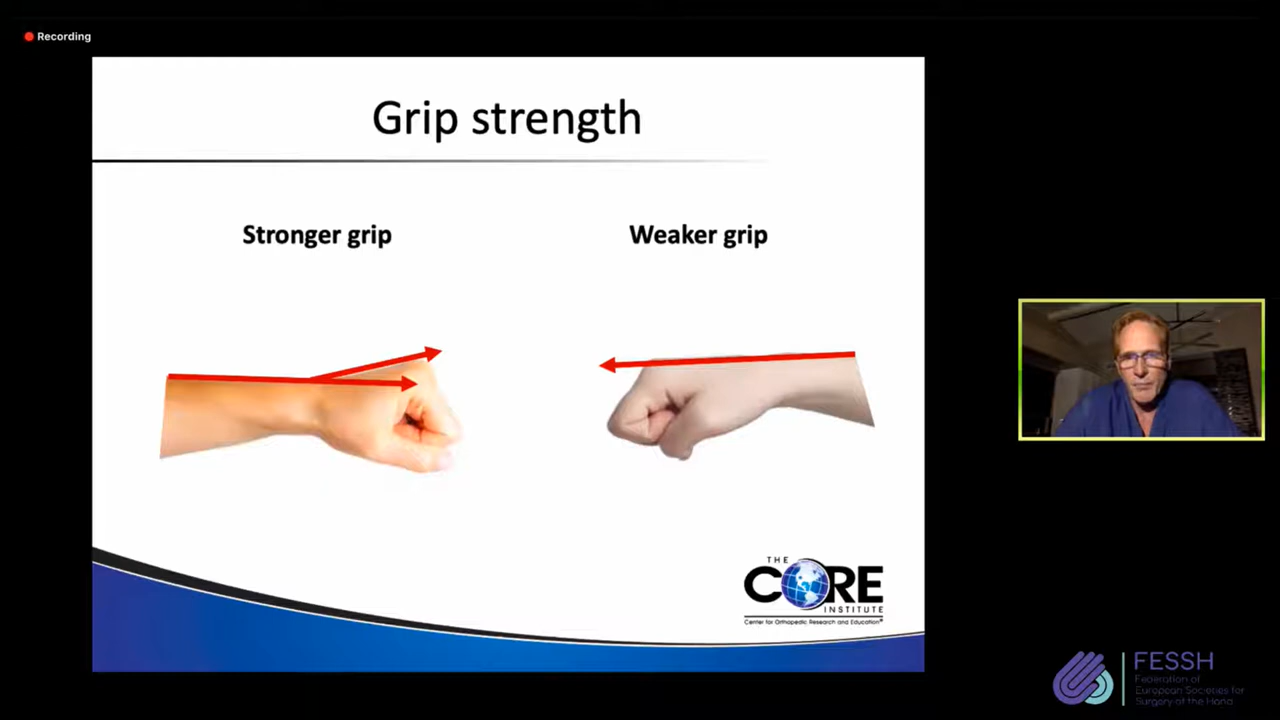 Recording
Grip strength
Stronger grip
Weaker grip
THE
CORE
INSTITUTE
Center for Orthopedic Research and Education®
FESSH
Federation of
European Societies for
Surgery of the Hand